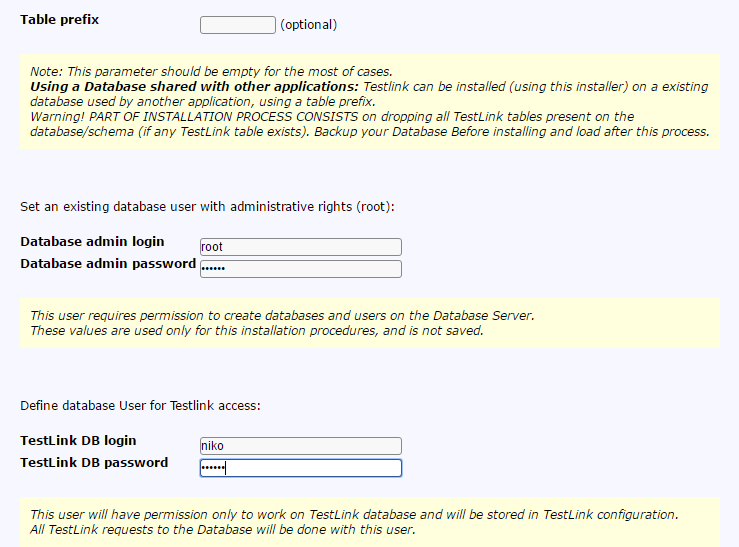 Table prefix (optional)
Note: This parameter should be empty for the most of cases.
Using a Database shared with other applications: Testlink can be installed (using this installer) on a existing
database used by another application, using a table prefix.
Warning! PART OF INSTALLATION PROCESS CONSISTS on dropping all TestLink tables present on the
database/schema (if any TestLink table exists). Backup your Database Before installing and load after this process.
Set an existing database user with administrative rights (root):
Database admin login root
Database admin password ••••••
This user requires permission to create databases and users on the Database Server.
These values are used only for this installation procedures, and is not saved.
Define database User for Testlink access:
TestLink DB login niko
TestLink DB password ••••••
This user will have permission only to work on TestLink database and will be stored in TestLink configuration.
All TestLink requests to the Database will be done with this user.